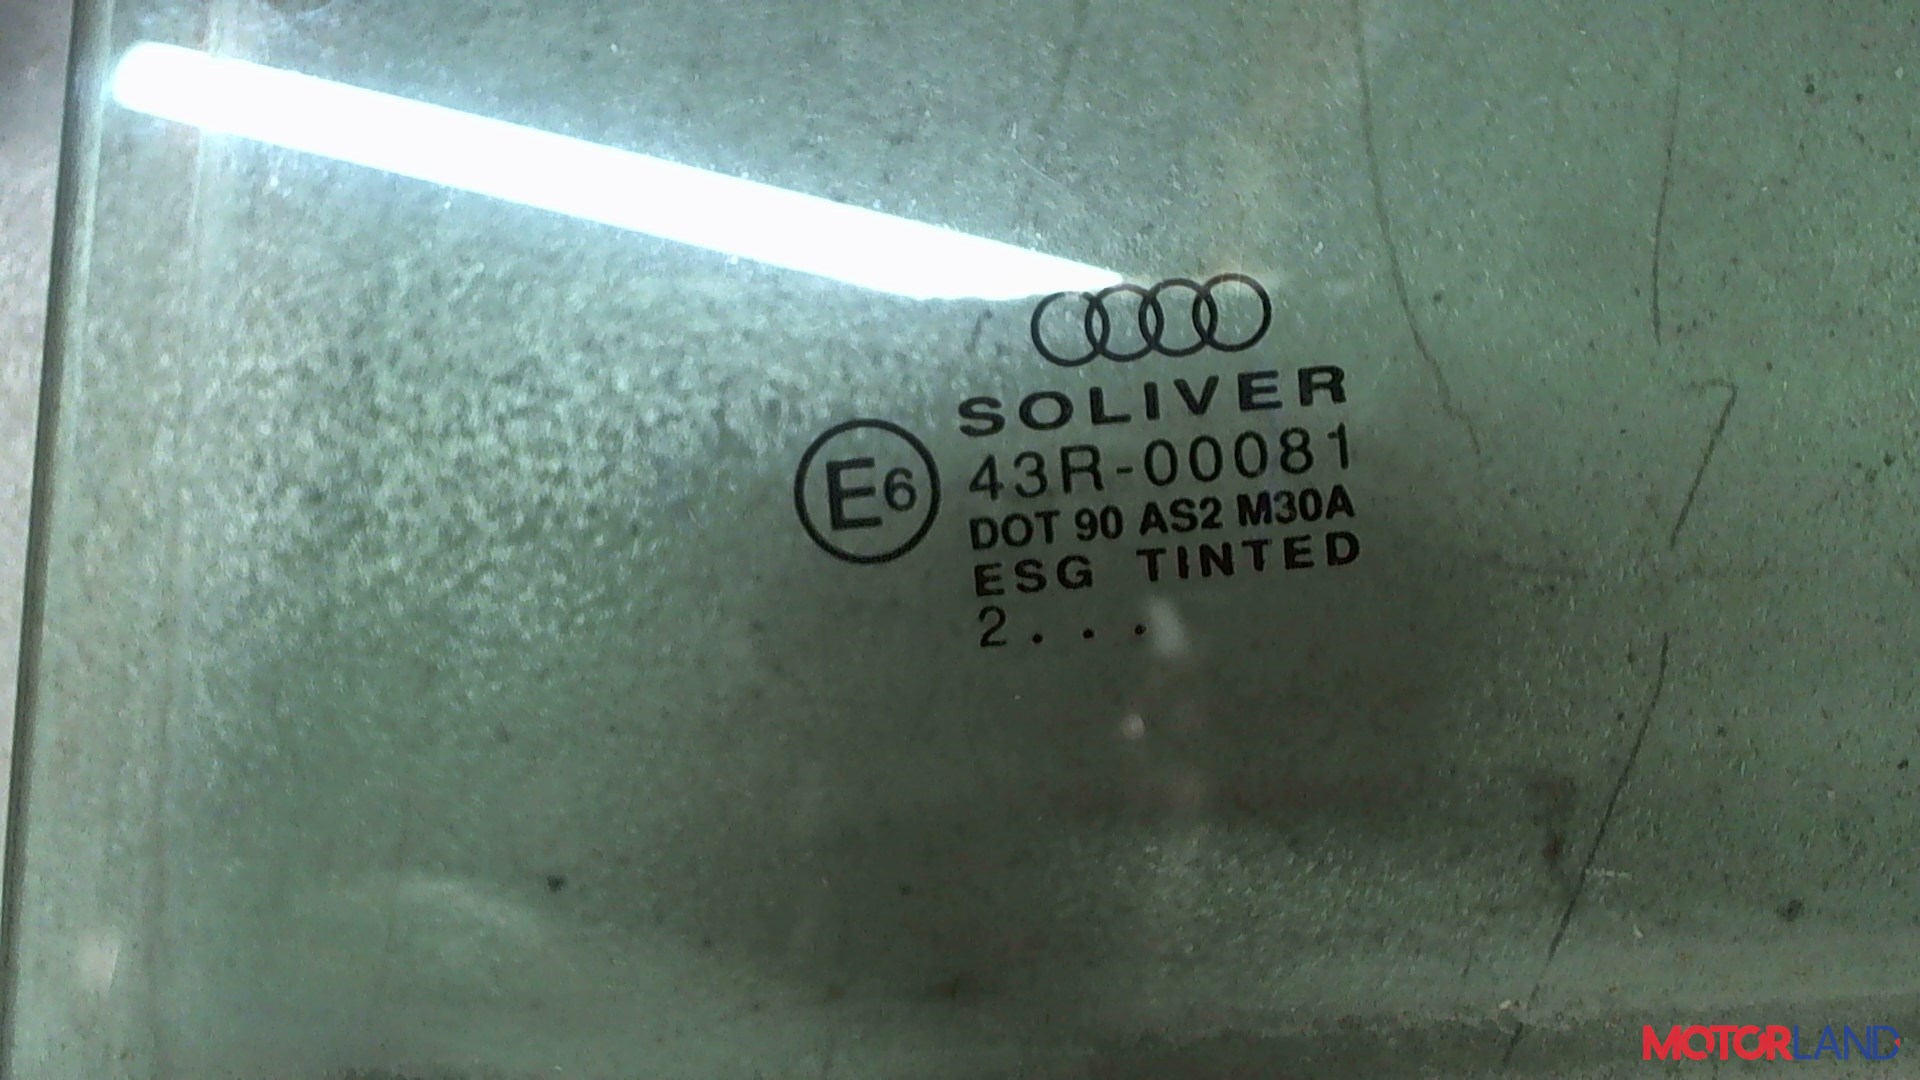 SOLIVER
E6
43R-00081
DOT 90 AS2 M30A
ESG TINTED
2...
MOTORLAND